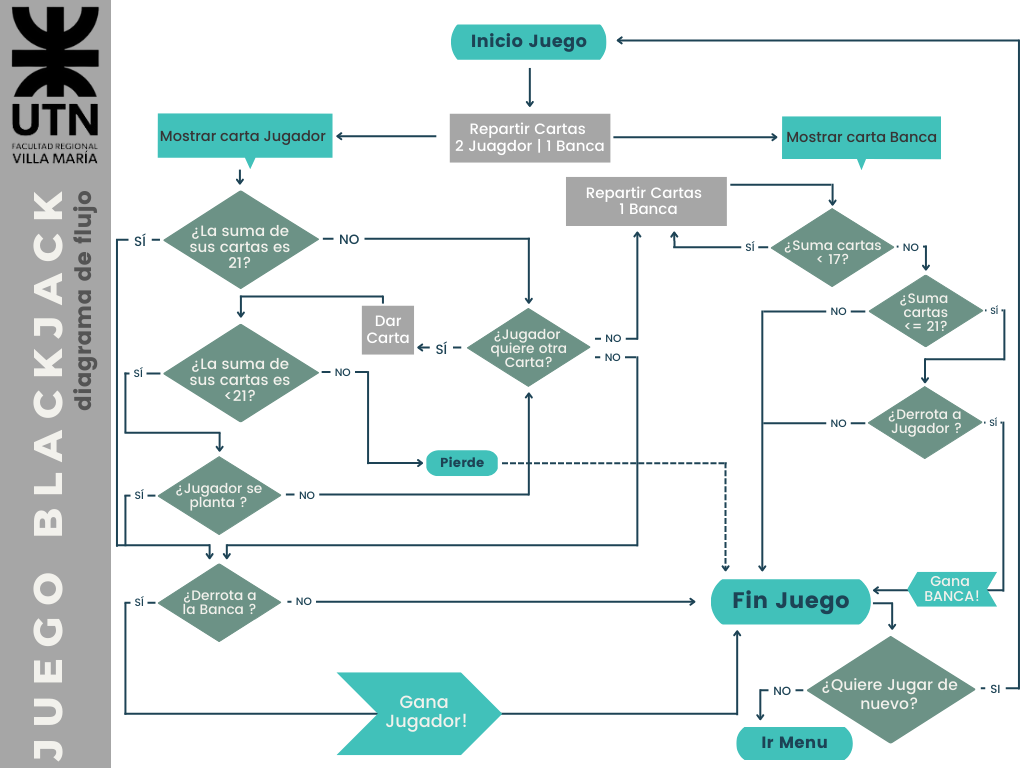 UTN
FACULTAD REGIONAL
VILLA MARÍA
JUEGO BLACKJACK
diagrama de flujo
Inicio Juego
Repartir Cartas
2 Juagdor | 1 Banca
Mostrar carta Jugador
Mostrar carta Banca
Repartir Cartas
1 Banca
¿La suma de
sus cartas es
21?
SÍ
NO
¿Suma cartas
< 17?
SÍ
NO
¿Suma
cartas
<= 21?
NO
SÍ
Dar
Carta
¿Jugador
quiere otra
Carta?
SÍ
NO
NO
¿La suma de
sus cartas es
<21?
SÍ
NO
¿Derrota a
Jugador ?
NO
SÍ
Pierde
¿Jugador se
planta ?
SÍ
NO
¿Derrota a
la Banca ?
SÍ
NO
Fin Juego
Gana
BANCA!
Gana
Jugador!
¿Quiere Jugar de
nuevo?
NO
SI
Ir Menu